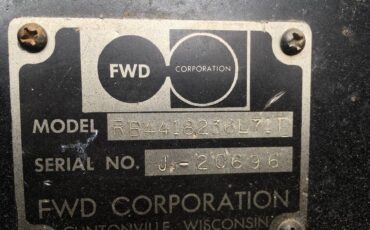 FWD
CORPORATION
MODEL
SERIAL NO. J-20696
FWD CORPORATION
CLINTONVILLE, WISCONSIN